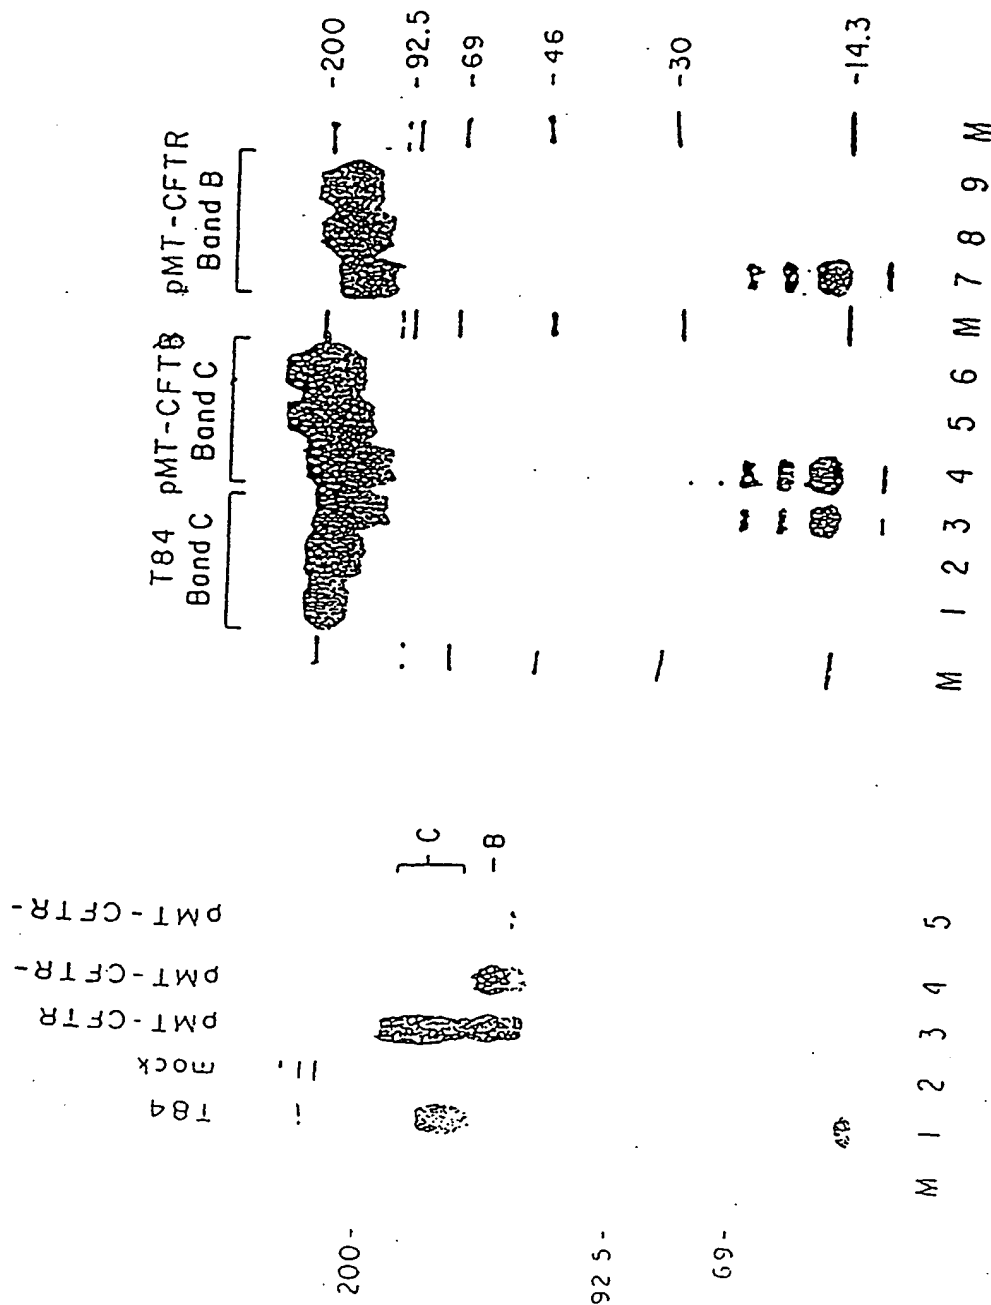 T84
Band C
pMT-CFTB
Band C
pMT-CFTR
Band B
-200
-92.5
-69
-46
-30
-14.3
M 1 2 3 4 5 6 M 7 8 9 M
T84
mock
pMT-CFTR
pMT-CFTR-
pMT-CFTR-
C
-B
200-
92 5-
69-
M 1 2 3 4 5